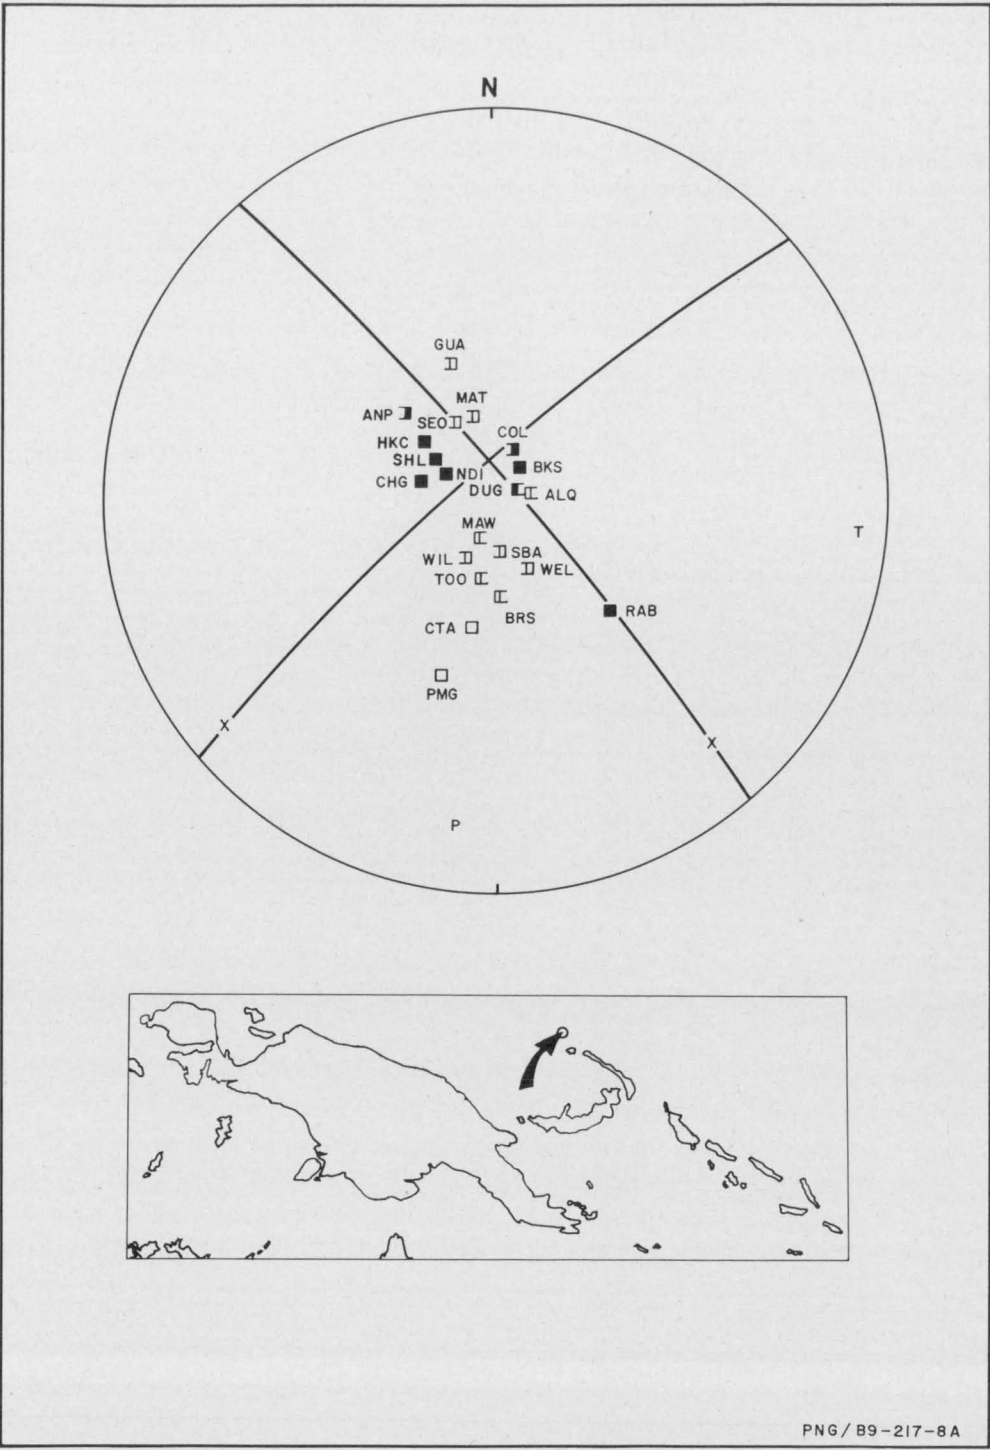 N
GUA
MAT
ANP
SEO
COL
HKC
SHL
BKS
NDI
CHG
DUG
ALQ
T
MAW
WIL
SBA
WEL
TOO
BRS
RAB
CTA
PMG
X
X
P
PNG/B9-217-8A